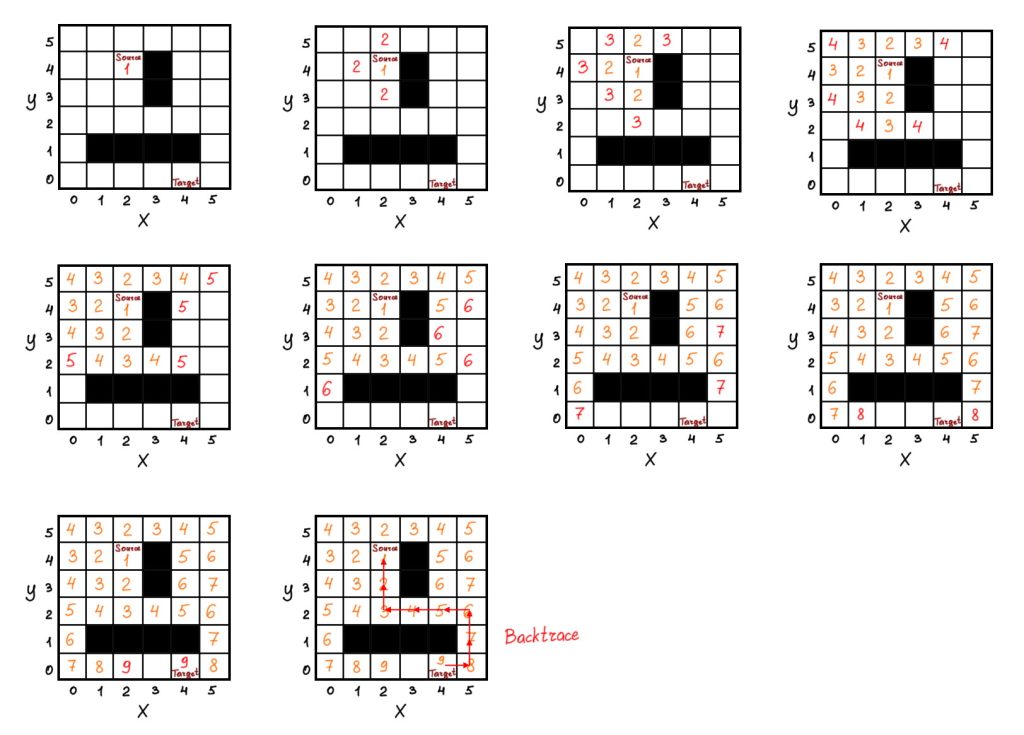 5
Source
4 1
y 3
2
1
0 Target
0 1 2 3 4 5
X
5 2
Source
4 2 1
y 3 2
2
1
0 Target
0 1 2 3 4 5
X
5 3 2 3
Source
4 3 2 1
y 3 3 2
2 3
1
0 Target
0 1 2 3 4 5
X
5 4 3 2 3 4
Source
4 3 2 1
y 3 4 3 2
2 4 3 4
1
0 Target
0 1 2 3 4 5
X
5 4 3 2 3 4 5
Source
4 3 2 1 5
y 3 4 3 2
2 5 4 3 4 5
1
0 Target
0 1 2 3 4 5
X
5 4 3 2 3 4 5
Source
4 3 2 1 5 6
y 3 4 3 2 6
2 5 4 3 4 5 6
1 6
0 Target
0 1 2 3 4 5
X
5 4 3 2 3 4 5
Source
4 3 2 1 5 6
y 3 4 3 2 6 7
2 5 4 3 4 5 6
1 6 7
0 7 Target
0 1 2 3 4 5
X
5 4 3 2 3 4 5
Source
4 3 2 1 5 6
y 3 4 3 2 6 7
2 5 4 3 4 5 6
1 6 7
0 7 8 Target 8
0 1 2 3 4 5
X
5 4 3 2 3 4 5
Source
4 3 2 1 5 6
y 3 4 3 2 6 7
2 5 4 3 4 5 6
1 6 7
0 7 8 9 9 8
Target
0 1 2 3 4 5
X
5 4 3 2 3 4 5
Source
4 3 2 1 5 6
y 3 4 3 2 6 7
2 5 4 3 4 5 6
1 6 7
0 7 8 9 9 8
Target
0 1 2 3 4 5
X
Backtrace